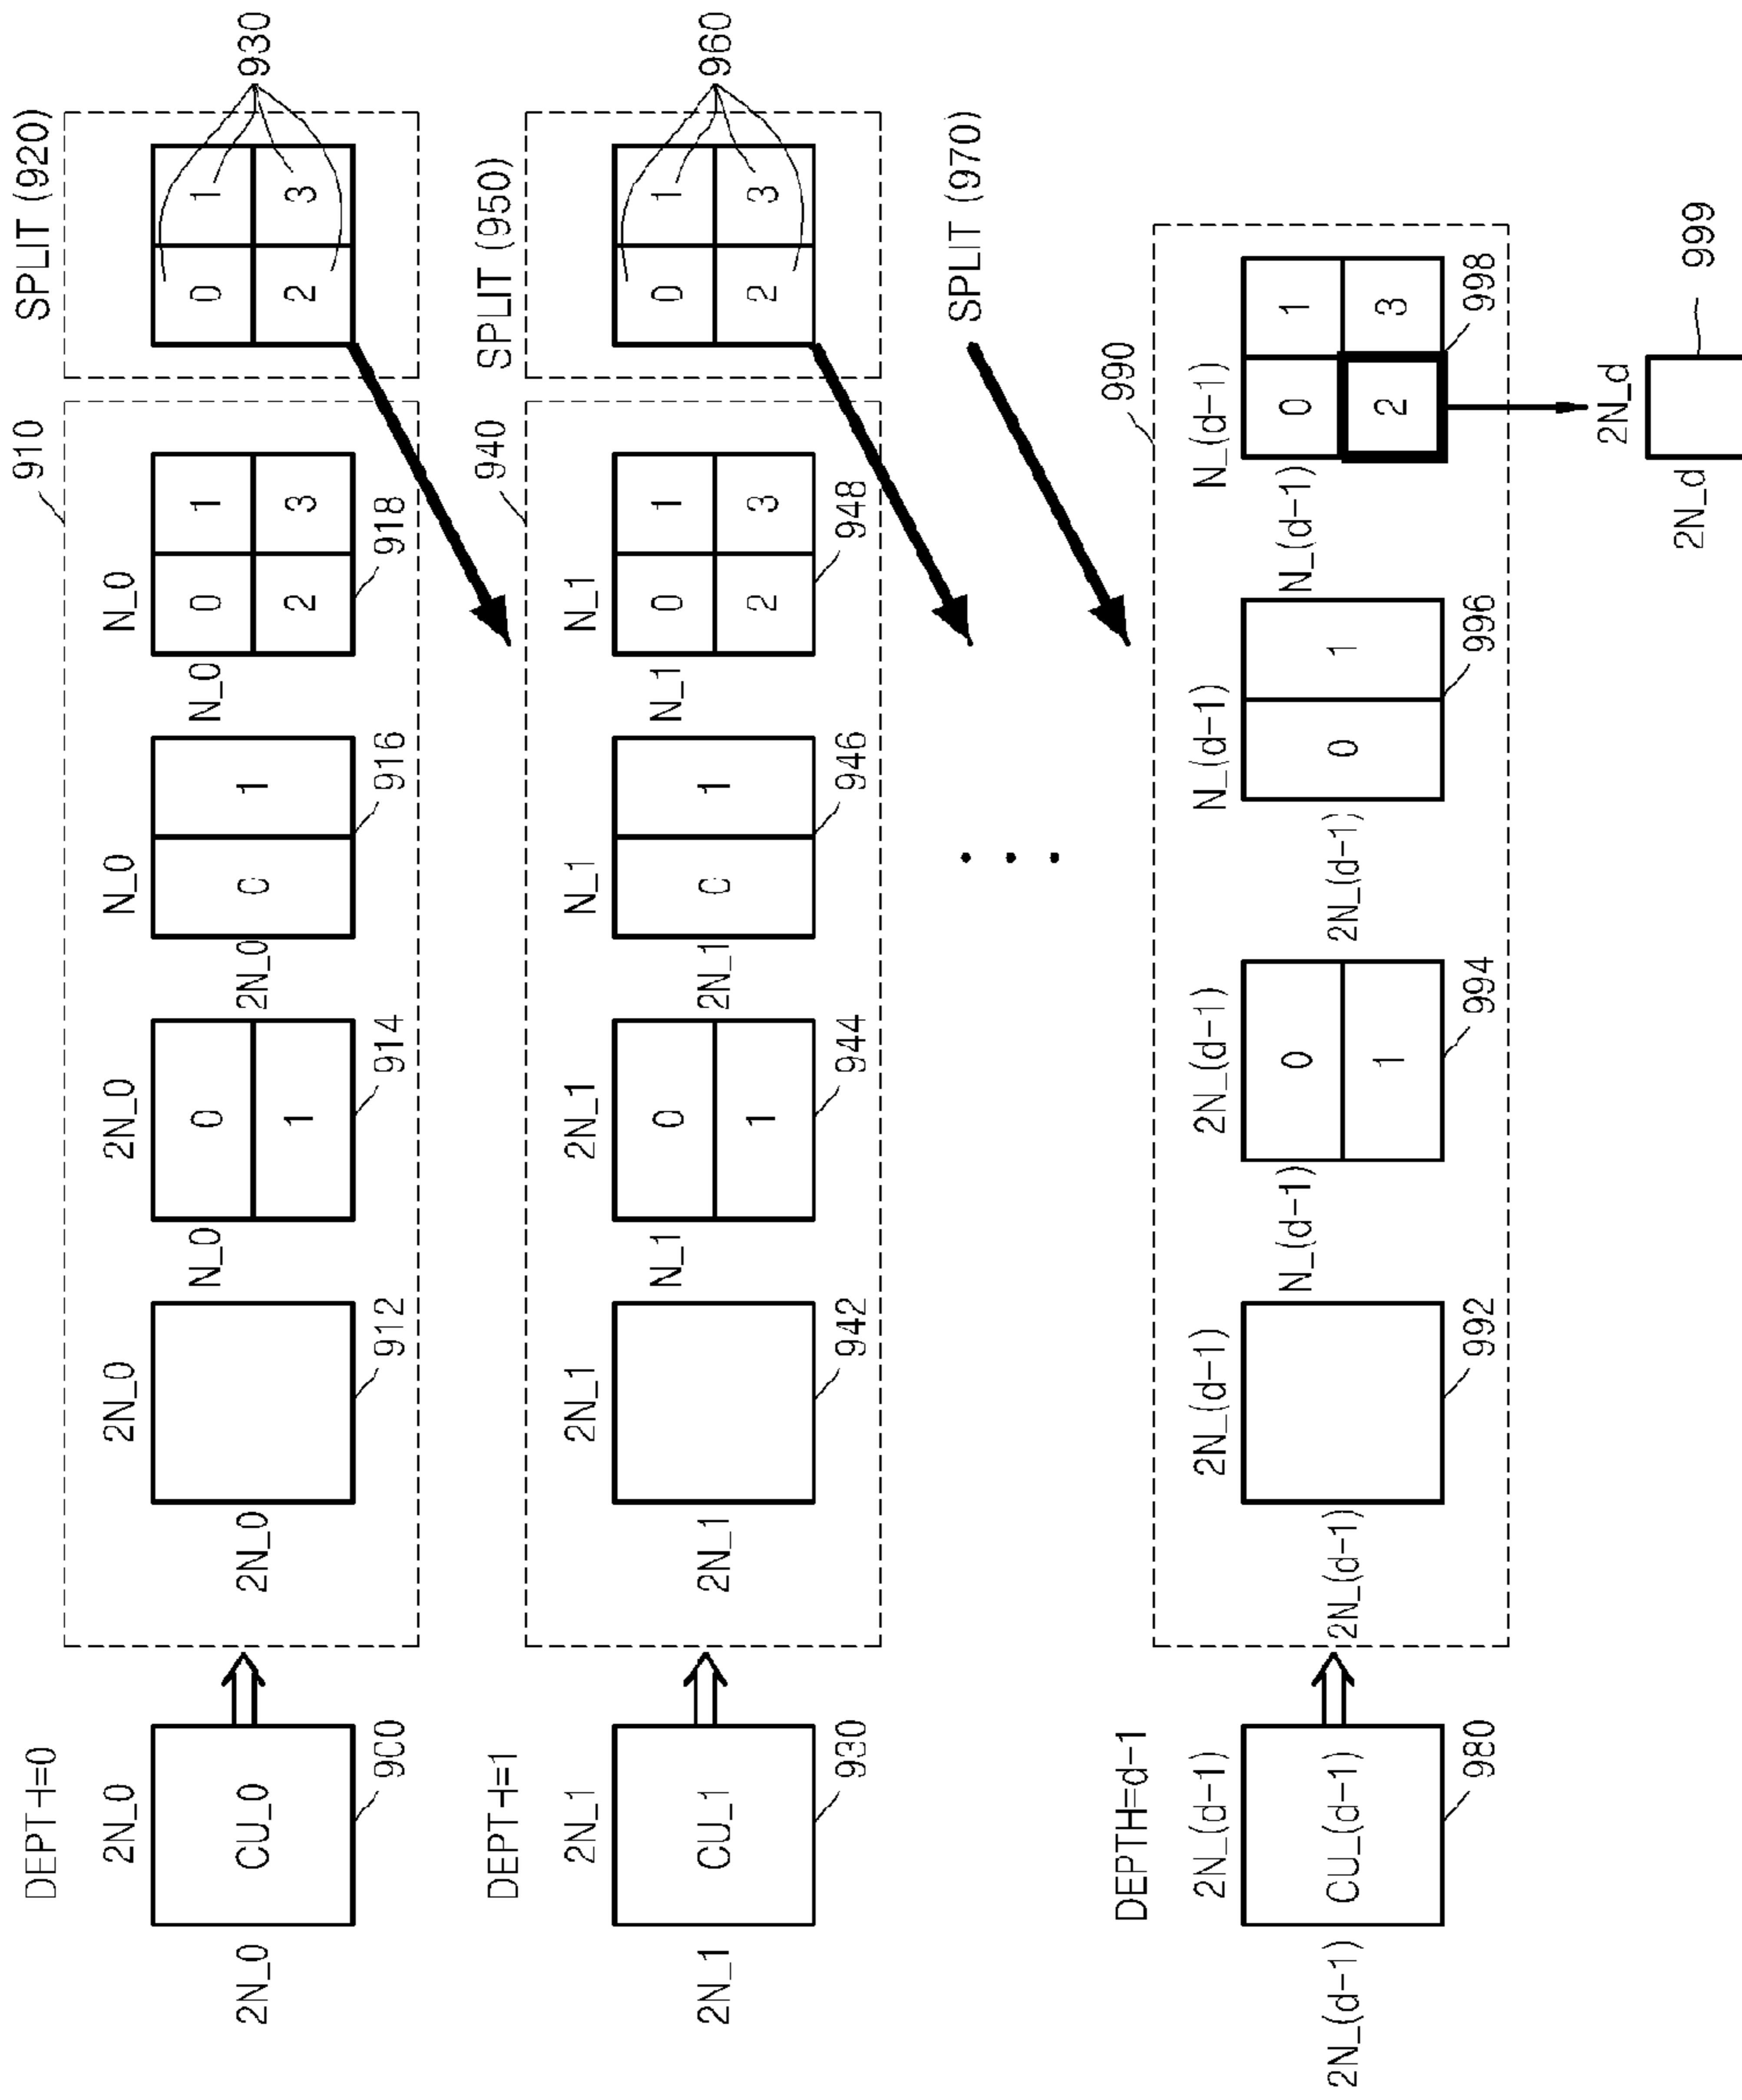 DEPTH=0
2N_0
2N_0
CU_0
900
910
2N_0
2N_0
912
2N_0
N_0
0
1
914
N_0
2N_0
C
1
916
N_0
N_0
0
1
2
3
918
SPLIT (920)
0
1
2
3
930
DEPTH=1
2N_1
2N_1
CU_1
930
940
2N_1
2N_1
942
2N_1
N_1
0
1
944
N_1
2N_1
C
1
946
N_1
N_1
0
1
2
3
948
SPLIT (950)
0
1
2
3
960
SPLIT (970)
DEPTH=d-1
2N_(d-1)
2N_(d-1)
CU_(d-1)
980
990
2N_(d-1)
2N_(d-1)
992
2N_(d-1)
N_(d-1)
0
1
994
N_(d-1)
2N_(d-1)
0
1
996
N_(d-1)
N_(d-1)
0
1
2
3
998
2N_d
2N_d
999